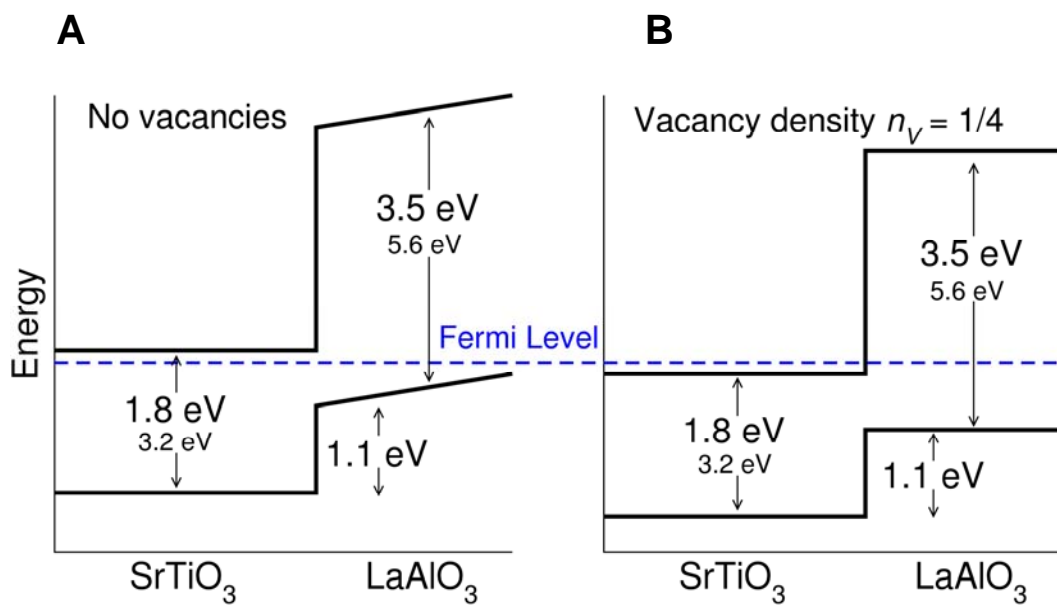 A
B
No vacancies
Vacancy density n_V = 1/4
3.5 eV
5.6 eV
3.5 eV
5.6 eV
Energy
Fermi Level
1.8 eV
3.2 eV
1.1 eV
1.8 eV
3.2 eV
1.1 eV
SrTiO₃
LaAlO₃
SrTiO₃
LaAlO₃